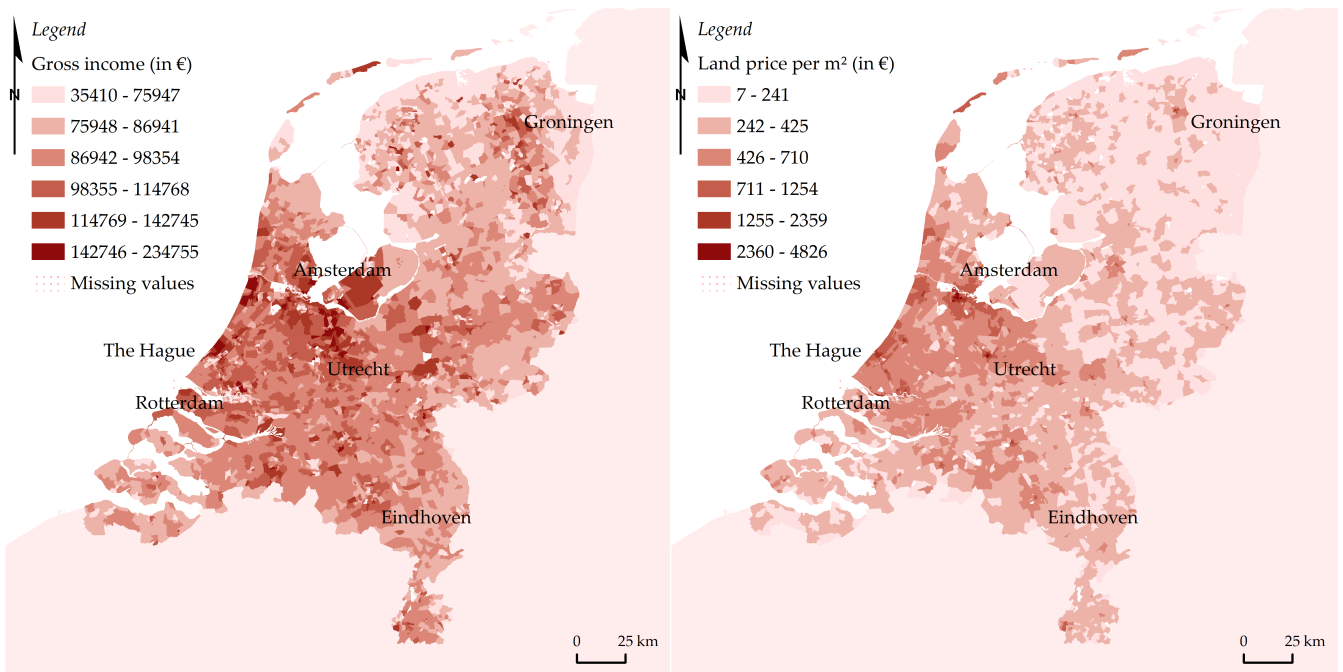 Legend
Gross income (in €)
35410 - 75947
75948 - 86941
86942 - 98354
98355 - 114768
114769 - 142745
142746 - 234755
Missing values
N
Groningen
Amsterdam
The Hague
Utrecht
Rotterdam
Eindhoven
0 25 km
Legend
Land price per m² (in €)
7 - 241
242 - 425
426 - 710
711 - 1254
1255 - 2359
2360 - 4826
Missing values
N
Groningen
Amsterdam
The Hague
Utrecht
Rotterdam
Eindhoven
0 25 km